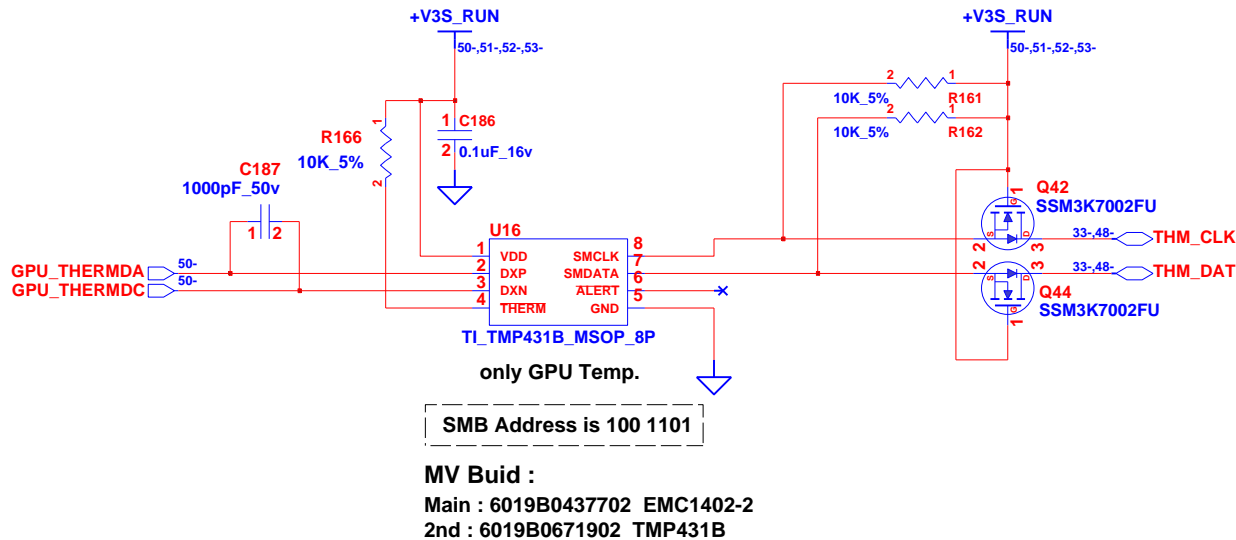 +V3S_RUN
50-,51-,52-,53-
+V3S_RUN
50-,51-,52-,53-
2 1
10K_5% R161
2 1
10K_5% R162
1
R166
10K_5%
2
1 C186
2 0.1uF_16v
C187
1000pF_50v
1 2
U16
1 VDD SMCLK 8
2 DXP SMDATA 7
3 DXN ALERT 6
4 THERM GND 5
TI_TMP431B_MSOP_8P
GPU_THERMDA 50-
GPU_THERMDC 50-
1 Q42
SSM3K7002FU
G
S D
2 3 33-,48- THM_CLK
2 3 33-,48- THM_DAT
S D
G
Q44
1 SSM3K7002FU
only GPU Temp.
SMB Address is 100 1101
MV Buid :
Main : 6019B0437702 EMC1402-2
2nd : 6019B0671902 TMP431B